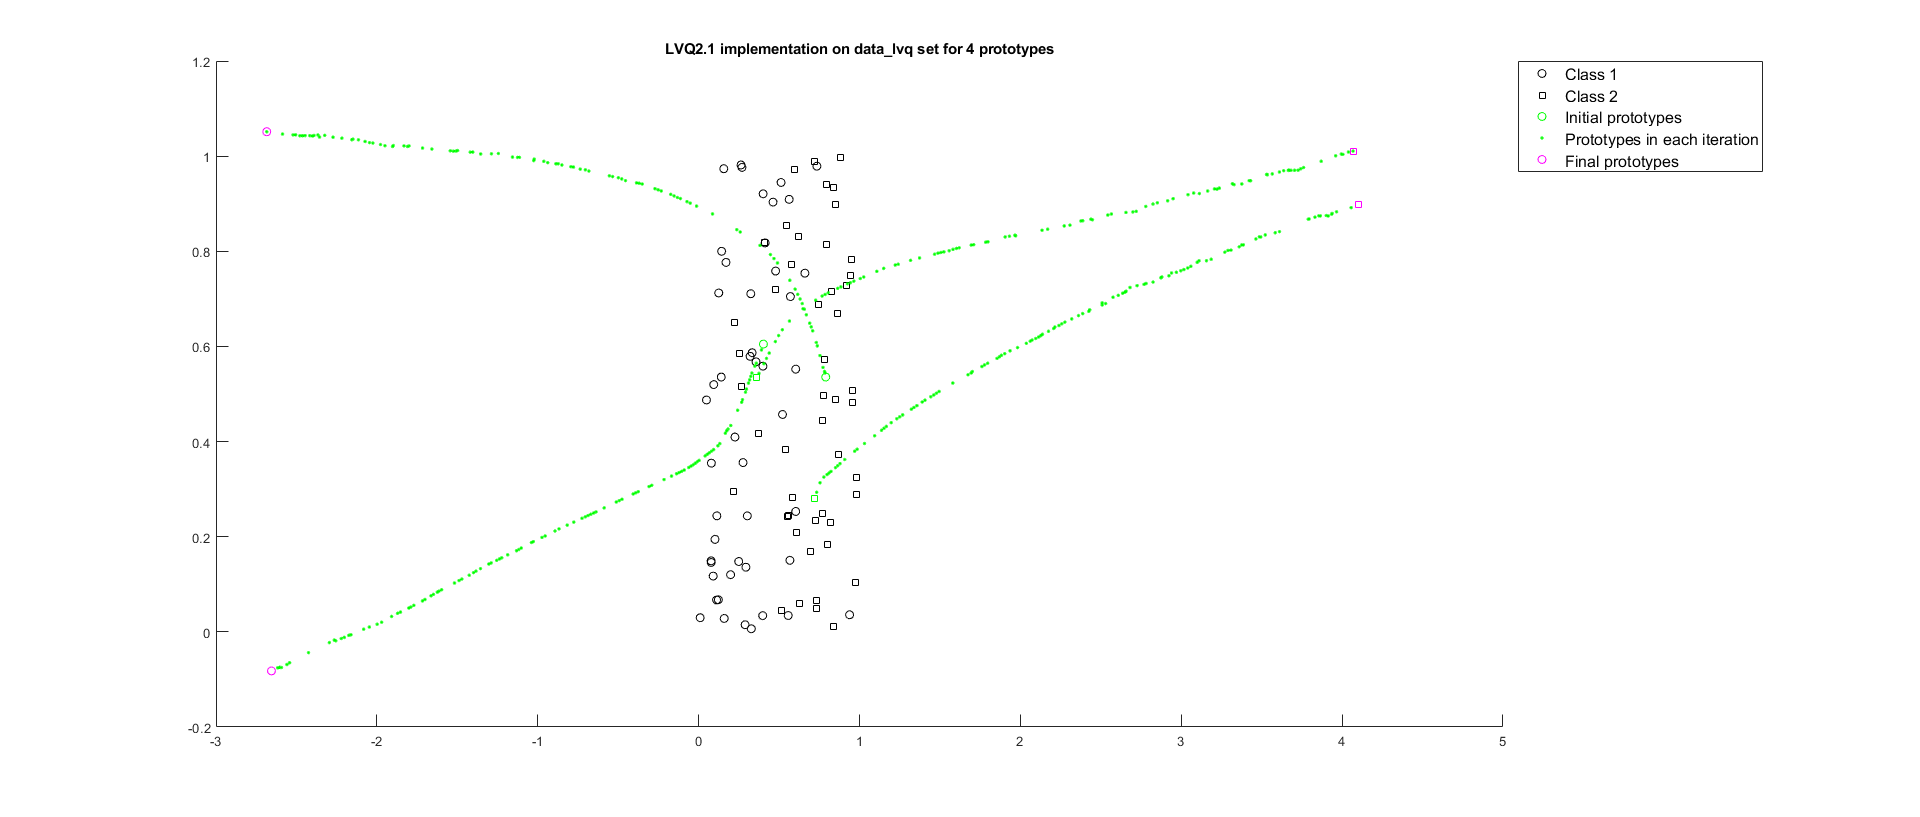 LVQ2.1 implementation on data_lvq set for 4 prototypes
1.2
1
0.8
0.6
0.4
0.2
0
-0.2
-3
-2
-1
0
1
2
3
4
5
Class 1
Class 2
Initial prototypes
Prototypes in each iteration
Final prototypes